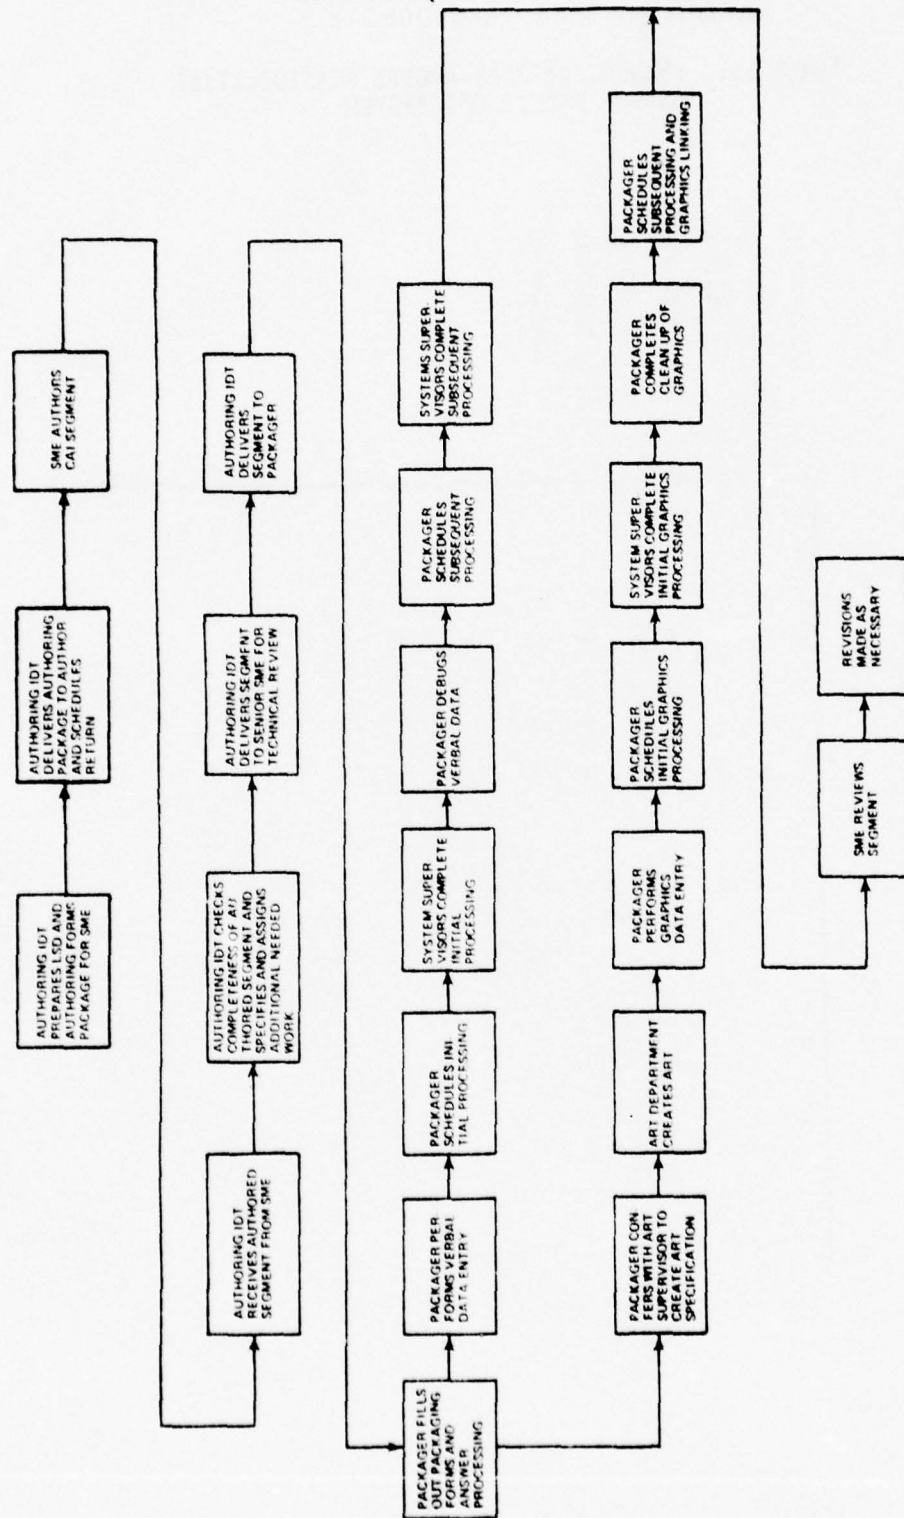 AUTHORING IDT
PREPARES LSD AND
AUTHORING FORMS
PACKAGE FOR SME
AUTHORING IDT
DELIVERS AUTHORING
PACKAGE TO AUTHOR
AND SCHEDULES
RETURN
SME AUTHORS
CAI SEGMENT
AUTHORING IDT
RECEIVES AUTHORED
SEGMENT FROM SME
AUTHORING IDT CHECKS
COMPLETENESS OF AU
THORED SEGMENT AND
SPECIFIES AND ASSIGNS
ADDITIONAL NEEDED
WORK
AUTHORING IDT
DELIVERS SEGMENT
TO SENIOR SME FOR
TECHNICAL REVIEW
AUTHORING IDT
DELIVERS
SEGMENT TO
PACKAGER
PACKAGER FILLS
OUT PACKAGING
FORMS AND
ANSWER
PROCESSING
PACKAGER PER-
FORMS VERBAL
DATA ENTRY
PACKAGER
SCHEDULES INI
TIAL PROCESSING
SYSTEM SUPER
VISORS COMPLETE
INITIAL
PROCESSING
PACKAGER DEBUGS
VERBAL DATA
PACKAGER
SCHEDULES
SUBSEQUENT
PROCESSING
SYSTEMS SUPER-
VISORS COMPLETE
SUBSEQUENT
PROCESSING
PACKAGER CON-
FERS WITH ART
SUPERVISOR TO
CREATE ART
SPECIFICATION
ART DEPARTMENT
CREATES ART
PACKAGER
PERFORMS
GRAPHICS
DATA ENTRY
PACKAGER
SCHEDULES
INITIAL GRAPHICS
PROCESSING
SYSTEM SUPER-
VISORS COMPLETE
INITIAL GRAPHICS
PROCESSING
PACKAGER
COMPLETES
CLEAN UP OF
GRAPHICS
PACKAGER
SCHEDULES
SUBSEQUENT
PROCESSING AND
GRAPHICS LINKING
SME REVIEWS
SEGMENT
REVISIONS
MADE AS
NECESSARY